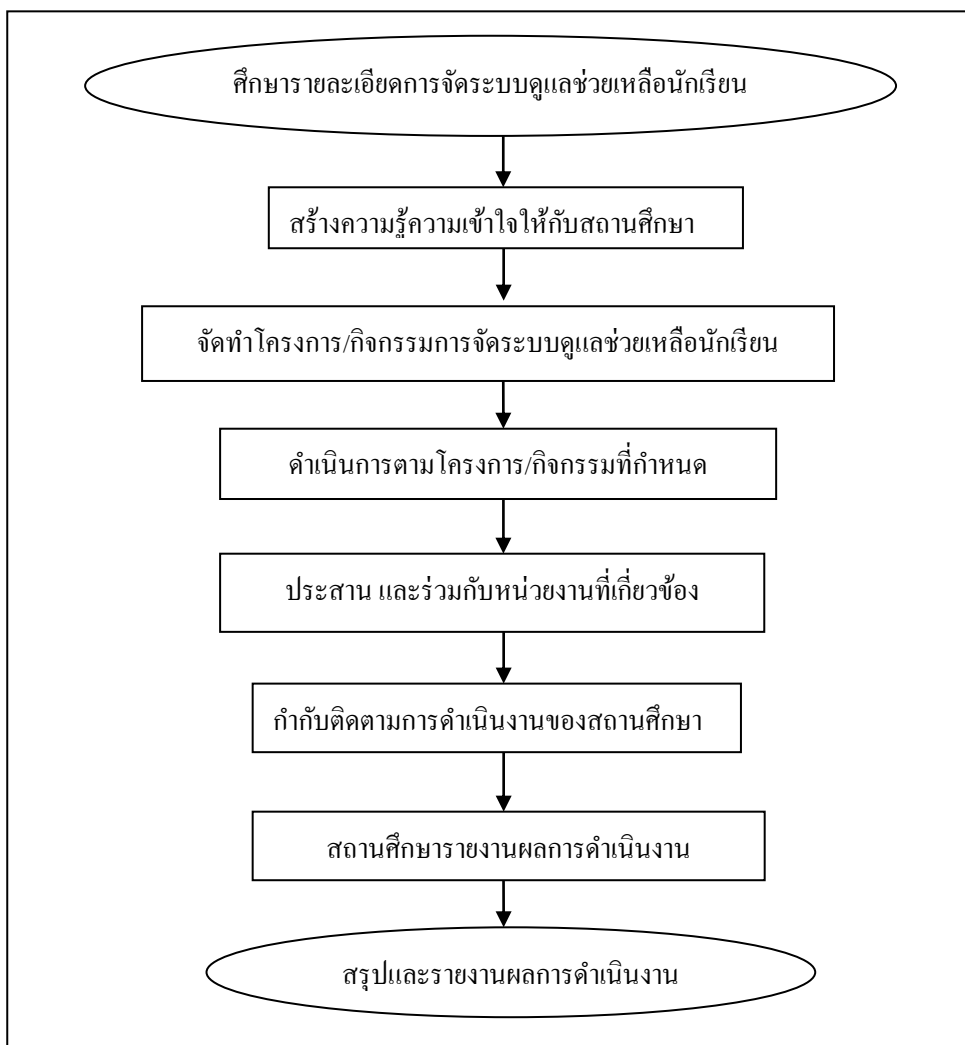 ศึกษารายละเอียดการจัดระบบดูแลช่วยเหลือนักเรียน
สร้างความรู้ความเข้าใจให้กับสถานศึกษา
จัดทำโครงการ/กิจกรรมการจัดระบบดูแลช่วยเหลือนักเรียน
ดำเนินการตามโครงการ/กิจกรรมที่กำหนด
ประสาน และร่วมกับหน่วยงานที่เกี่ยวข้อง
กำกับติดตามการดำเนินงานของสถานศึกษา
สถานศึกษารายงานผลการดำเนินงาน
สรุปและรายงานผลการดำเนินงาน